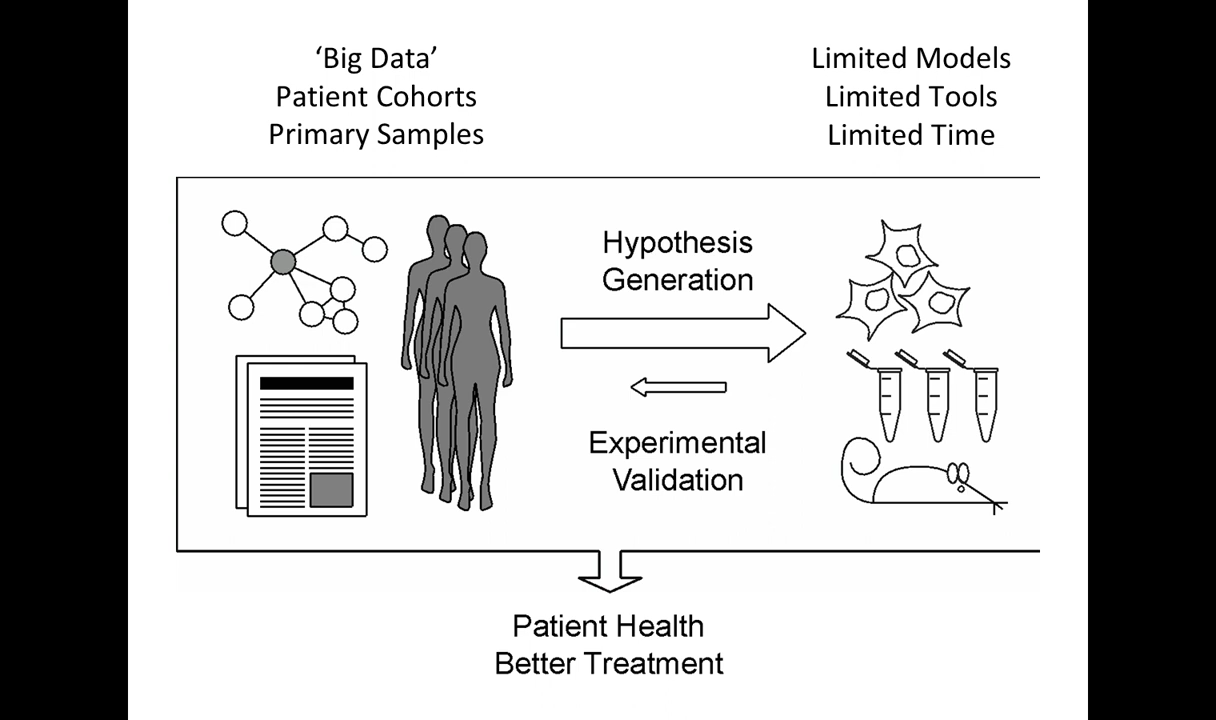 ‘Big Data’
Patient Cohorts
Primary Samples
Limited Models
Limited Tools
Limited Time
Hypothesis
Generation
Experimental
Validation
Patient Health
Better Treatment